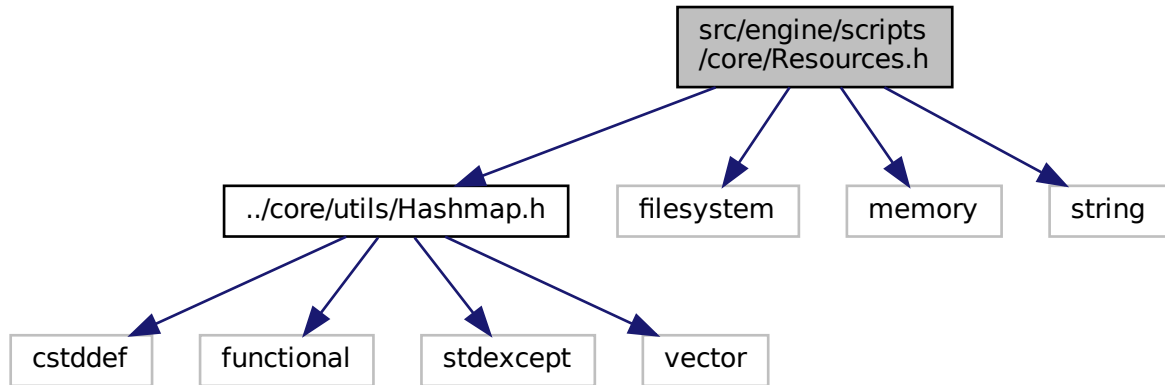 src/engine/scripts
/core/Resources.h
../core/utils/Hashmap.h
filesystem
memory
string
cstddef
functional
stdexcept
vector